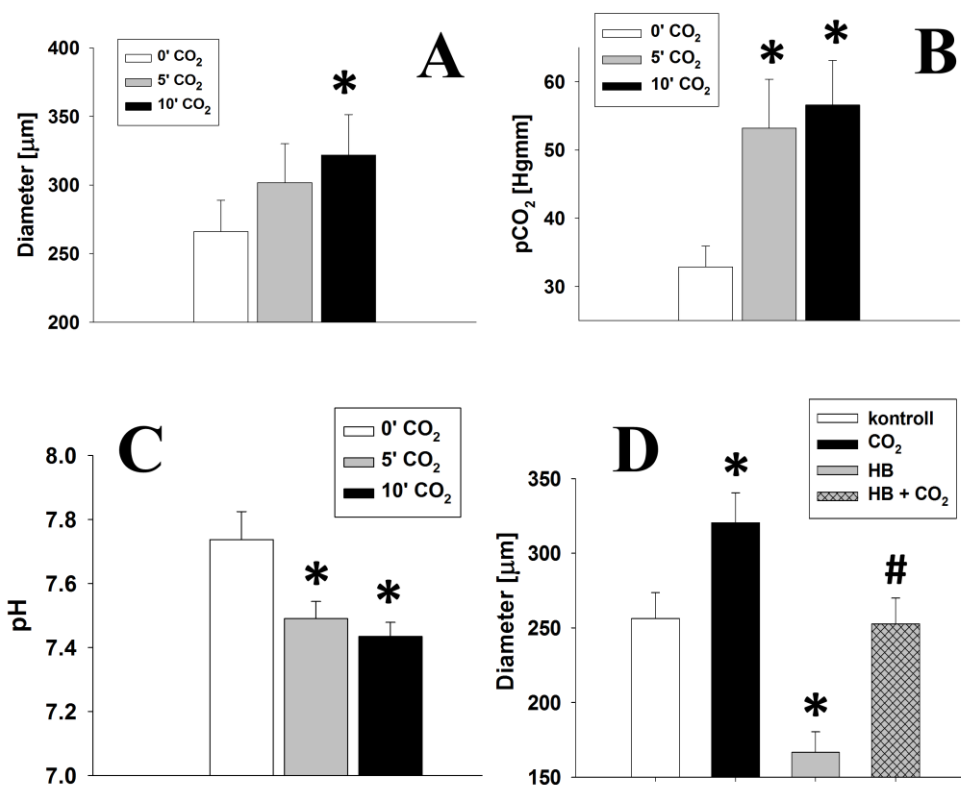 A
0' CO₂
5' CO₂
10' CO₂
*
Diameter [µm]
400
350
300
250
200
B
0' CO₂
5' CO₂
10' CO₂
* *
pCO₂ [Hgmm]
60
50
40
30
C
0' CO₂
5' CO₂
10' CO₂
* *
pH
8.0
7.8
7.6
7.4
7.2
7.0
D
kontroll
CO₂
HB
HB + CO₂
*
*
#
Diameter [µm]
350
300
250
200
150